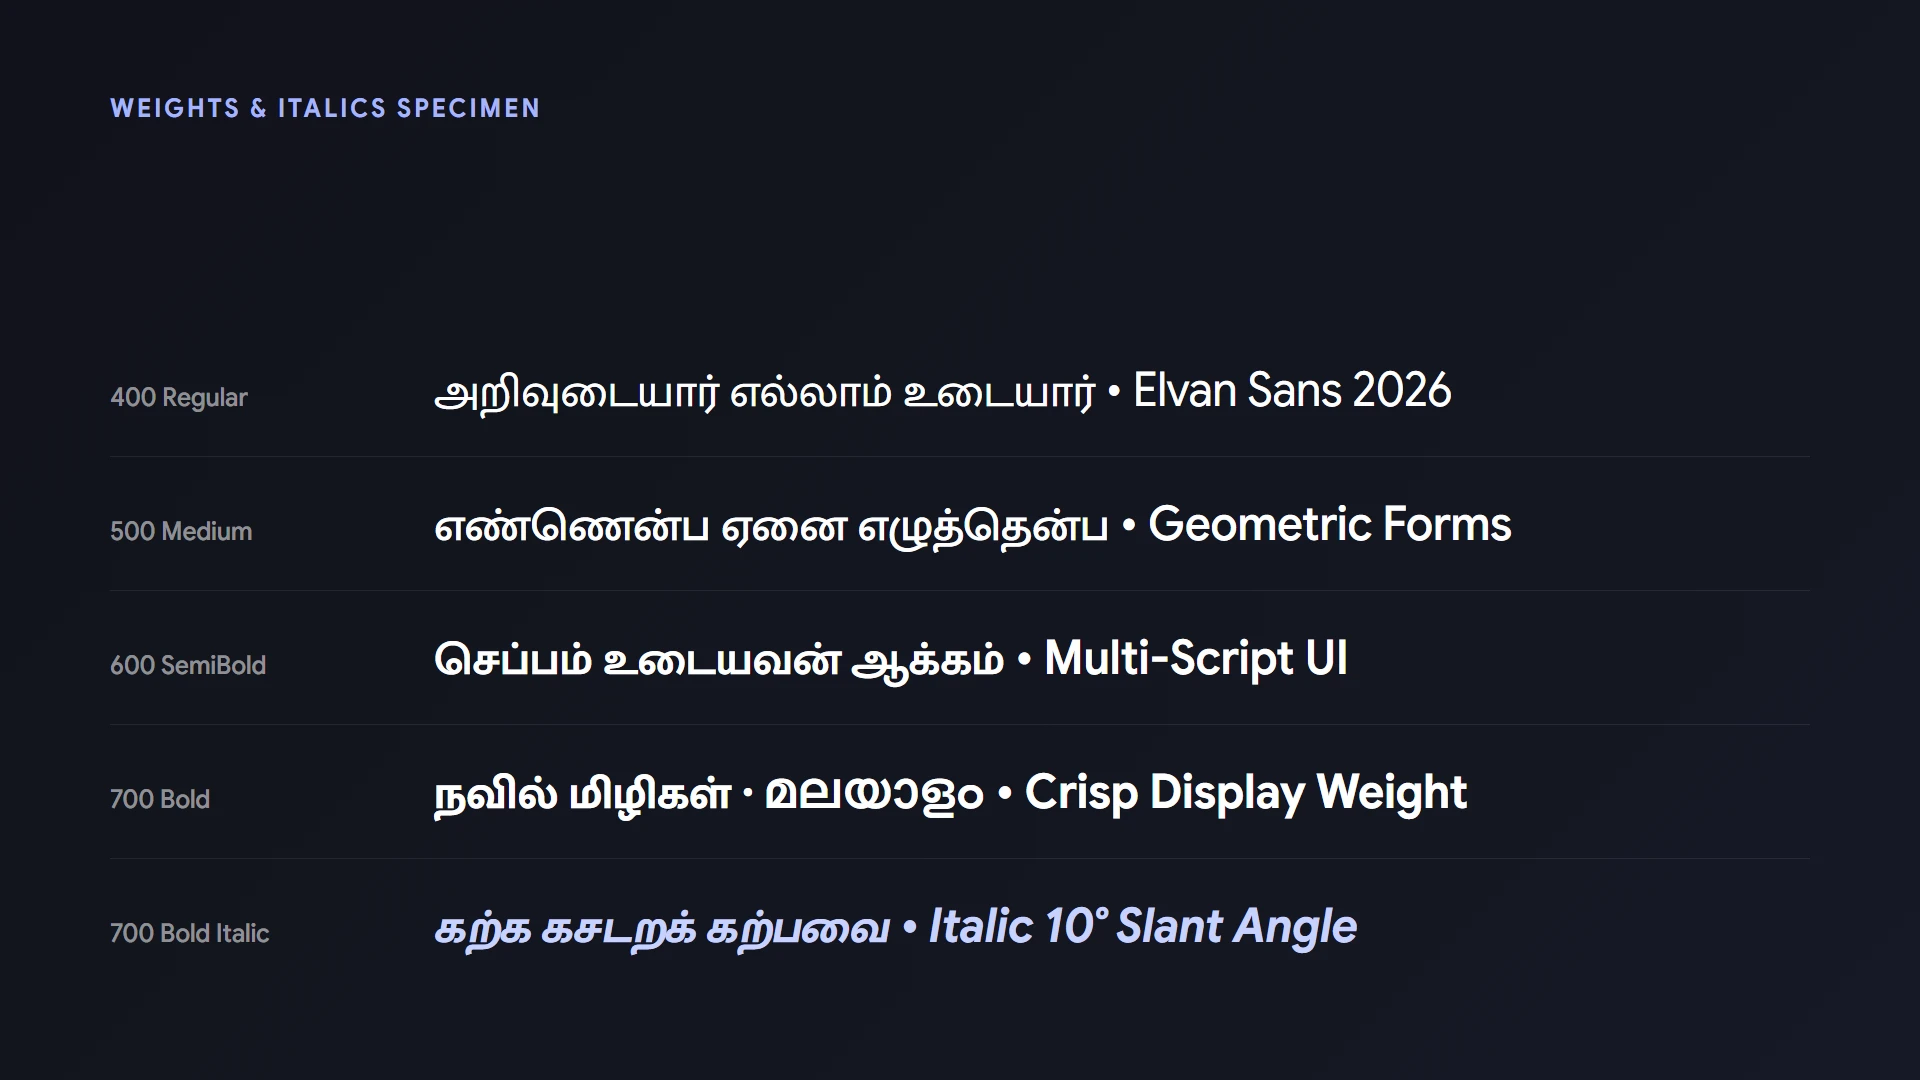 WEIGHTS & ITALICS SPECIMEN
400 Regular அறிவுடையார் எல்லாம் உடையார் • Elvan Sans 2026
500 Medium எண்ணென்ப ஏனை எழுத்தென்ப • Geometric Forms
600 SemiBold செப்பம் உடையவன் ஆக்கம் • Multi-Script UI
700 Bold நவில் மிழிகள் · മലയാളം • Crisp Display Weight
700 Bold Italic கற்க கசடறக் கற்பவை • Italic 10° Slant Angle